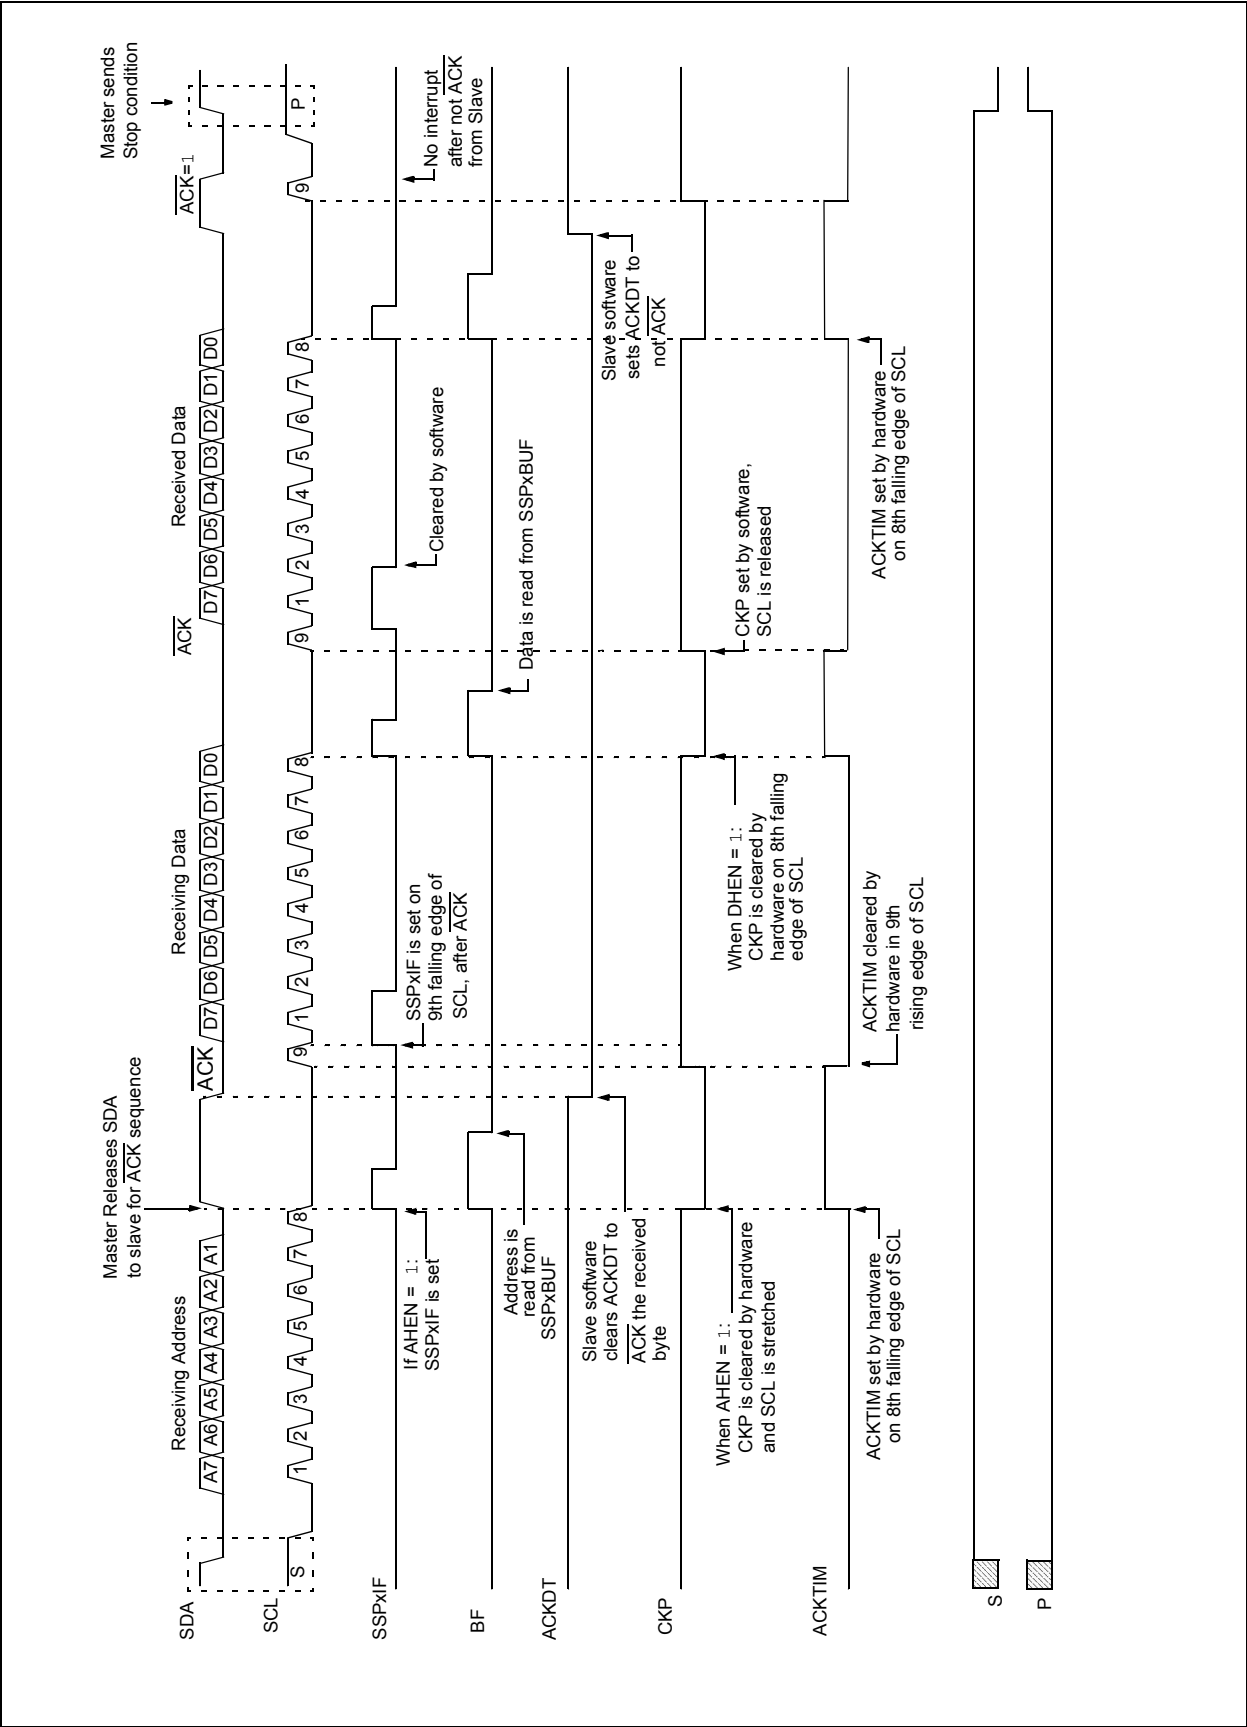 Master Releases SDA
to slave for ACK sequence
Master sends
Stop condition
Receiving Address
ACK
Receiving Data
ACK
Received Data
ACK=1
SDA
A7 A6 A5 A4 A3 A2 A1
D7 D6 D5 D4 D3 D2 D1 D0
D7 D6 D5 D4 D3 D2 D1 D0
SCL
S
1 2 3 4 5 6 7 8
9
1 2 3 4 5 6 7 8
9
1 2 3 4 5 6 7 8
9
P
SSPxIF
If AHEN = 1:
SSPxIF is set
SSPxIF is set on
9th falling edge of
SCL, after ACK
Cleared by software
No interrupt
after not ACK
from Slave
BF
Address is
read from
SSPxBUF
Data is read from SSPxBUF
ACKDT
Slave software
clears ACKDT to
ACK the received
byte
Slave software
sets ACKDT to
not ACK
CKP
When AHEN = 1:
CKP is cleared by hardware
and SCL is stretched
When DHEN = 1:
CKP is cleared by
hardware on 8th falling
edge of SCL
CKP set by software,
SCL is released
ACKTIM
ACKTIM set by hardware
on 8th falling edge of SCL
ACKTIM cleared by
hardware in 9th
rising edge of SCL
ACKTIM set by hardware
on 8th falling edge of SCL
S
P